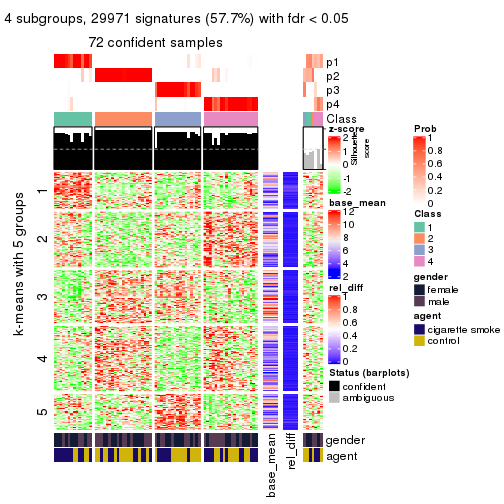 4 subgroups, 29971 signatures (57.7%) with fdr < 0.05
72 confident samples
p1
p2
p3
p4
Class
Silhouette score
k-means with 5 groups
1
2
3
4
5
gender
agent
base_mean
rel_diff
z-score
2
1
0
-1
-2
base_mean
12
10
8
6
4
2
rel_diff
1
0.8
0.6
0.4
0.2
0
Status (barplots)
confident
ambiguous
Prob
1
0.8
0.6
0.4
0.2
0
Class
1
2
3
4
gender
female
male
agent
cigarette smoke
control